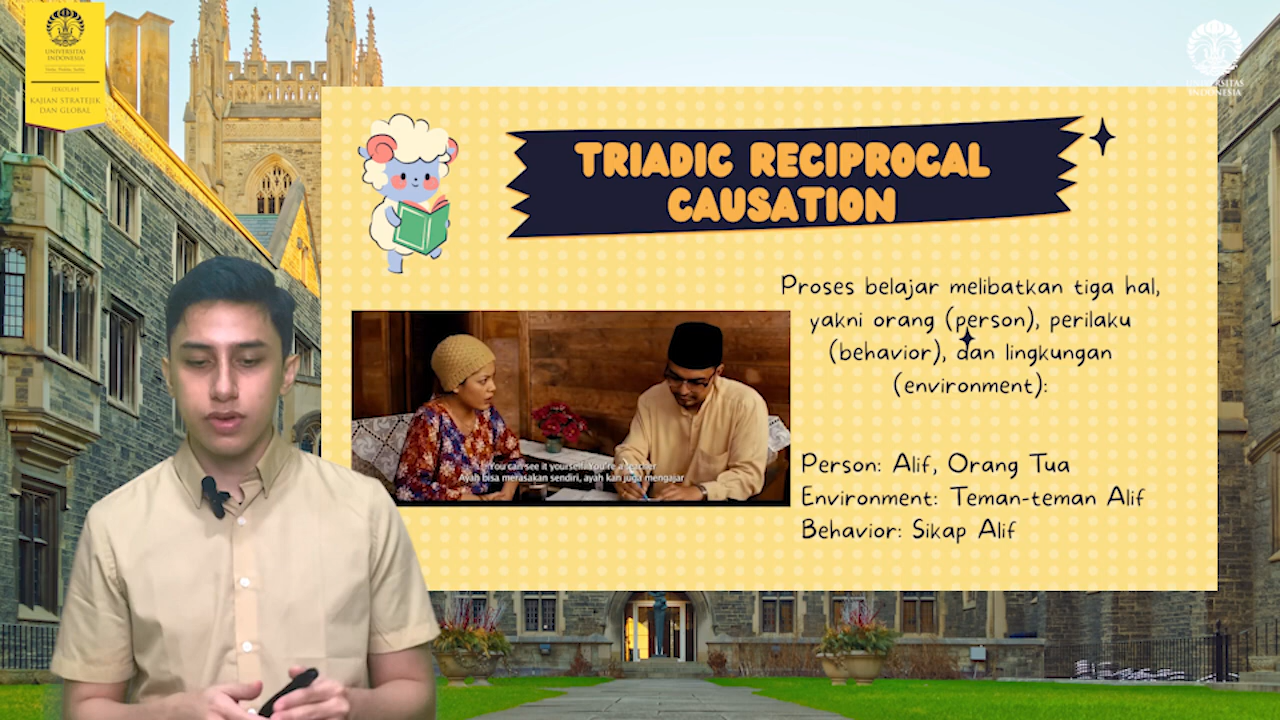 UNIVERSITAS
INDONESIA
SEKOLAH
KAJIAN STRATEJIK
DAN GLOBAL
UNIVERSITAS
INDONESIA
TRIADIC RECIPROCAL
CAUSATION
Proses belajar melibatkan tiga hal,
yakni orang (person), perilaku
(behavior), dan lingkungan
(environment):
You can see it yourself. You're a teacher
Ayah bisa merasakan sendiri, ayah kan juga mengajar
Person: Alif, Orang Tua
Environment: Teman-teman Alif
Behavior: Sikap Alif